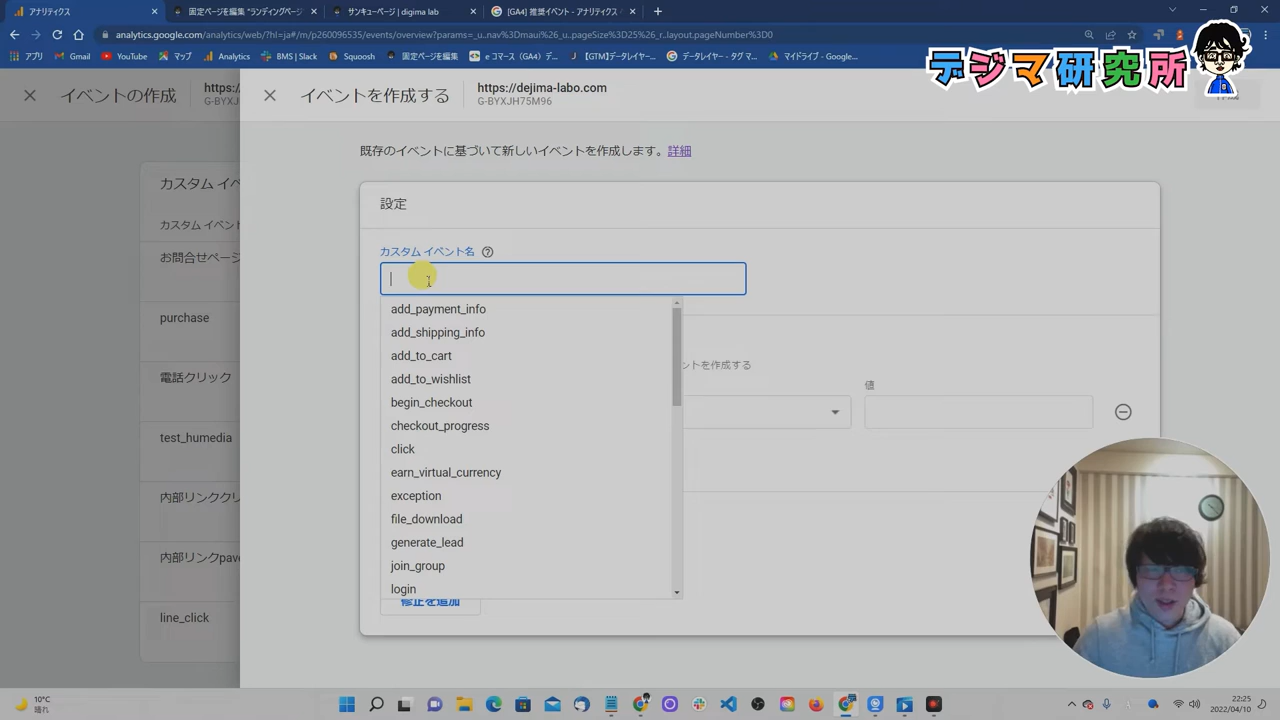 アナリティクス
固定ページを編集 "ランディングページ
サンキューページ | digima lab
[GA4] 推奨イベント - アナリティクス ヘ
analytics.google.com/analytics/web/?hl=ja#/m/p260096535/events/overview?params=_u..nav%3Dmaui%26_u..pageSize%3D25%26_r..layout.pageNumber%3D0
アプリ
Gmail
YouTube
マップ
Analytics
BMS | Slack
Squoosh
固定ページを編集...
e コマース(GA4)デ...
[GTM]データレイヤー...
データレイヤー - タグ マ...
マイドライブ - Google...
デジマ研究所
イベントの作成
https:/
G-BYXJH
イベントを作成する
https://dejima-labo.com
G-BYXJH75M96
作成
既存のイベントに基づいて新しいイベントを作成します。詳細
カスタム イベ
設定
カスタム イベント
カスタム イベント名
お問合せページ
add_payment_info
purchase
add_shipping_info
add_to_cart
ントを作成する
電話クリック
add_to_wishlist
値
begin_checkout
checkout_progress
test_humedia
click
earn_virtual_currency
内部リンククリ
exception
file_download
generate_lead
内部リンクpave
join_group
login
修正を追加
line_click
10°C
晴れ
22:25
2022/04/10